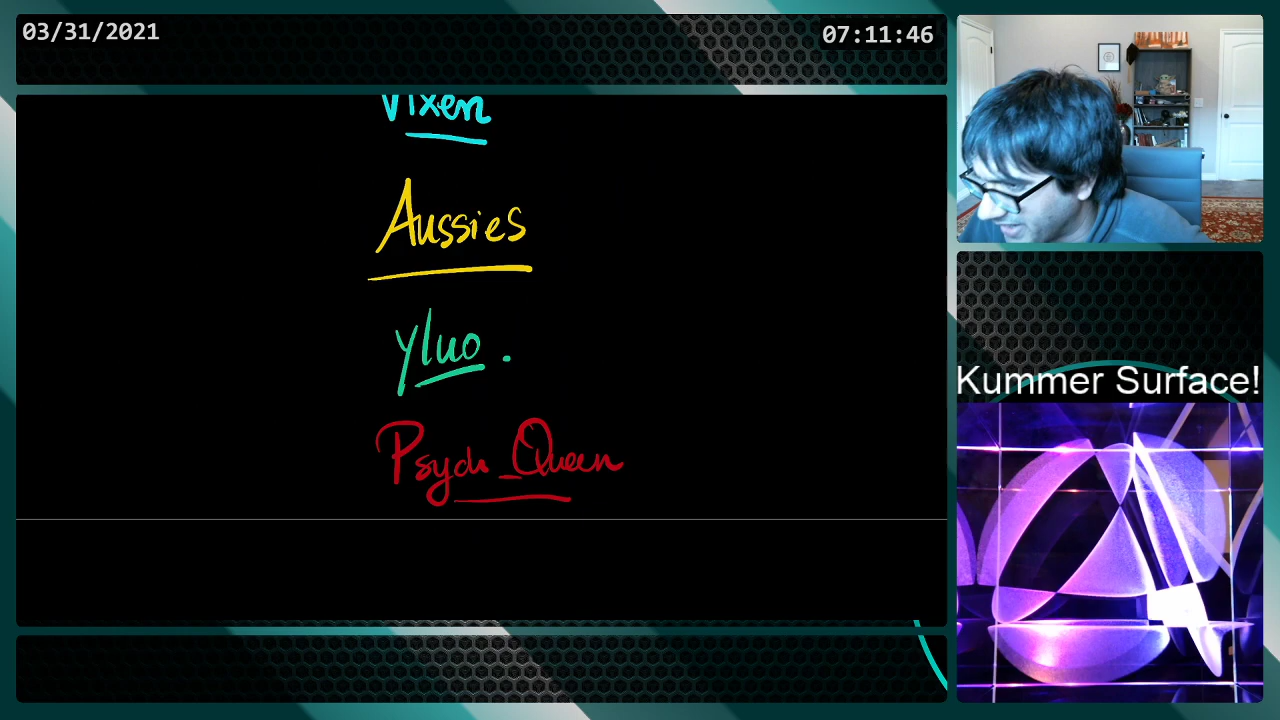 03/31/2021
07:11:46
Vixen
Aussies
yluo.
Psych_Queen
Kummer Surface!